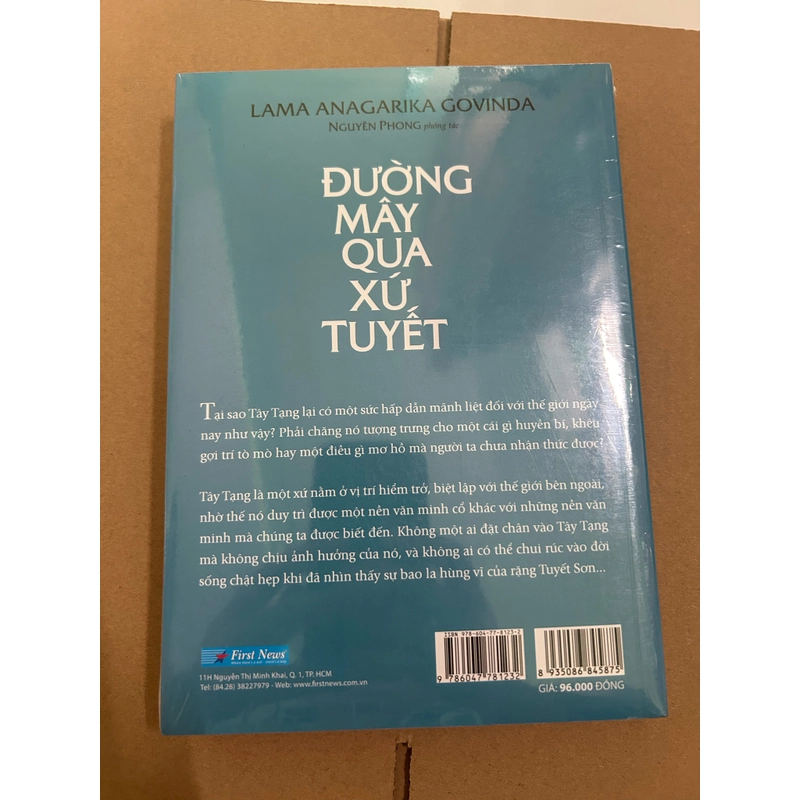 LAMA ANAGARIKA GOVINDA
NGUYÊN PHONG phóng tác
ĐƯỜNG
MÂY
QUA
XỨ
TUYẾT
Tại sao Tây Tạng lại có một sức hấp dẫn mãnh liệt đối với thế giới ngày
nay như vậy? Phải chăng nó tượng trưng cho một cái gì huyền bí, khêu
gợi trí tò mò hay một điều gì mơ hồ mà người ta chưa nhận thức được?
Tây Tạng là một xứ nằm ở vị trí hiểm trở, biệt lập với thế giới bên ngoài,
nhờ thế nó duy trì được một nền văn minh cổ khác với những nền văn
minh mà chúng ta được biết đến. Không một ai đặt chân vào Tây Tạng
mà không chịu ảnh hưởng của nó, và không ai có thể chui rúc vào đời
sống chật hẹp khi đã nhìn thấy sự bao la hùng vĩ của rặng Tuyết Sơn...
First News
11H Nguyễn Thị Minh Khai, Q. 1, TP. HCM
Tel: (84.28) 38227979 - Web: www.firstnews.com.vn
ISBN 978-604-77-8123-2
9 786047 781232
8 935086 845875
GIÁ: 96.000 ĐỒNG